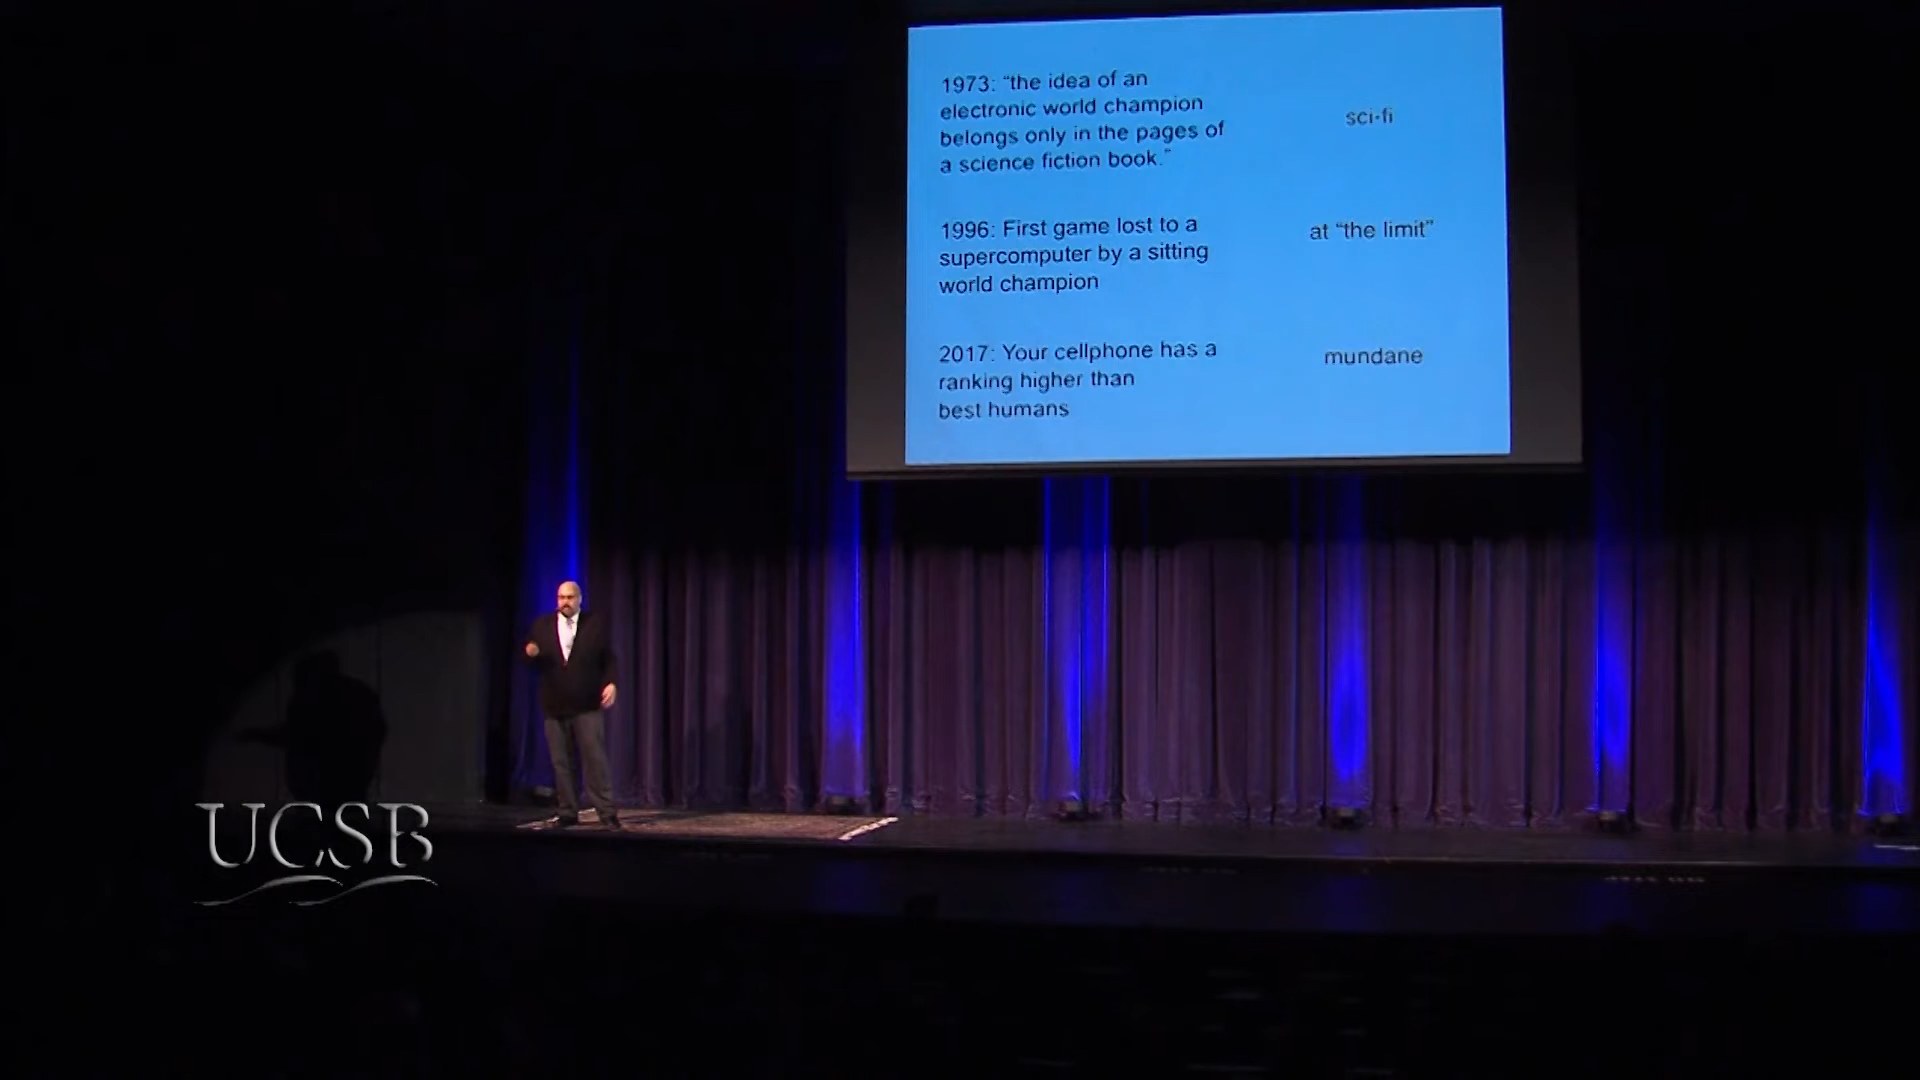 1973: “the idea of an
electronic world champion
belongs only in the pages of
a science fiction book.”
sci-fi
1996: First game lost to a
supercomputer by a sitting
world champion
at “the limit”
2017: Your cellphone has a
ranking higher than
best humans
mundane
UCSB